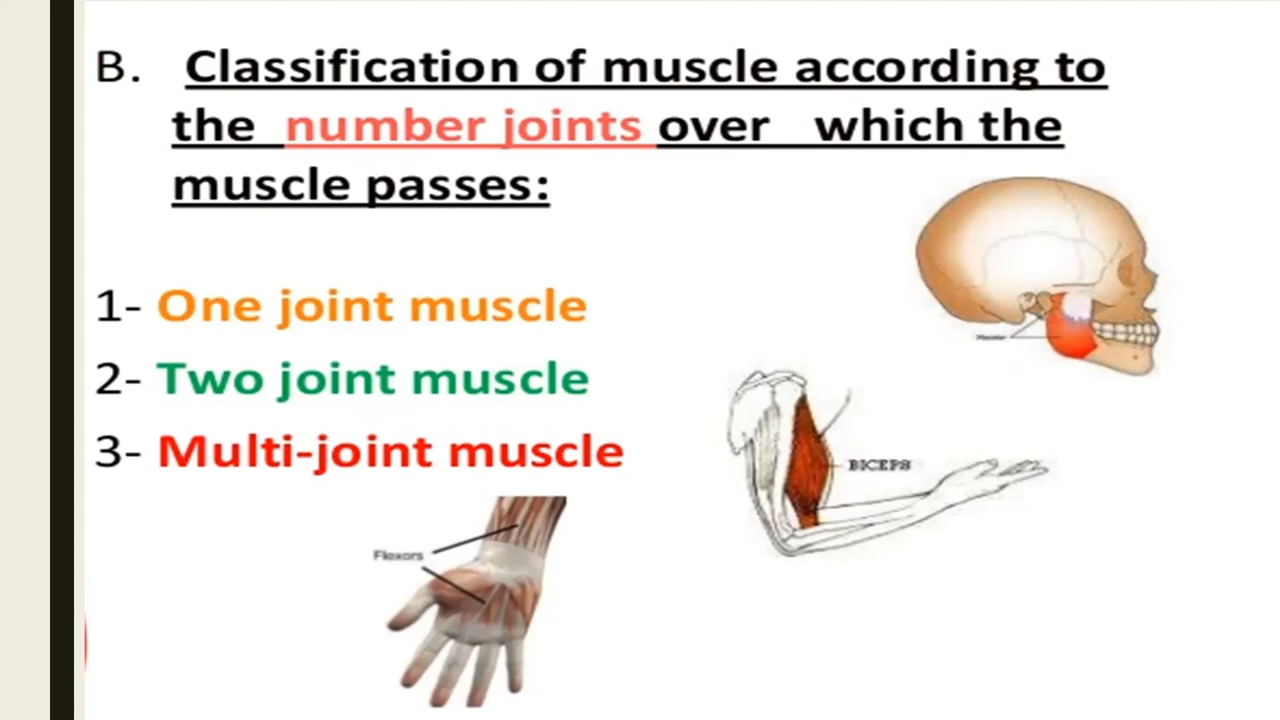 B. Classification of muscle according to
the number joints over which the
muscle passes:
1- One joint muscle
2- Two joint muscle
3- Multi-joint muscle
Masseter
BICEPS
Flexors